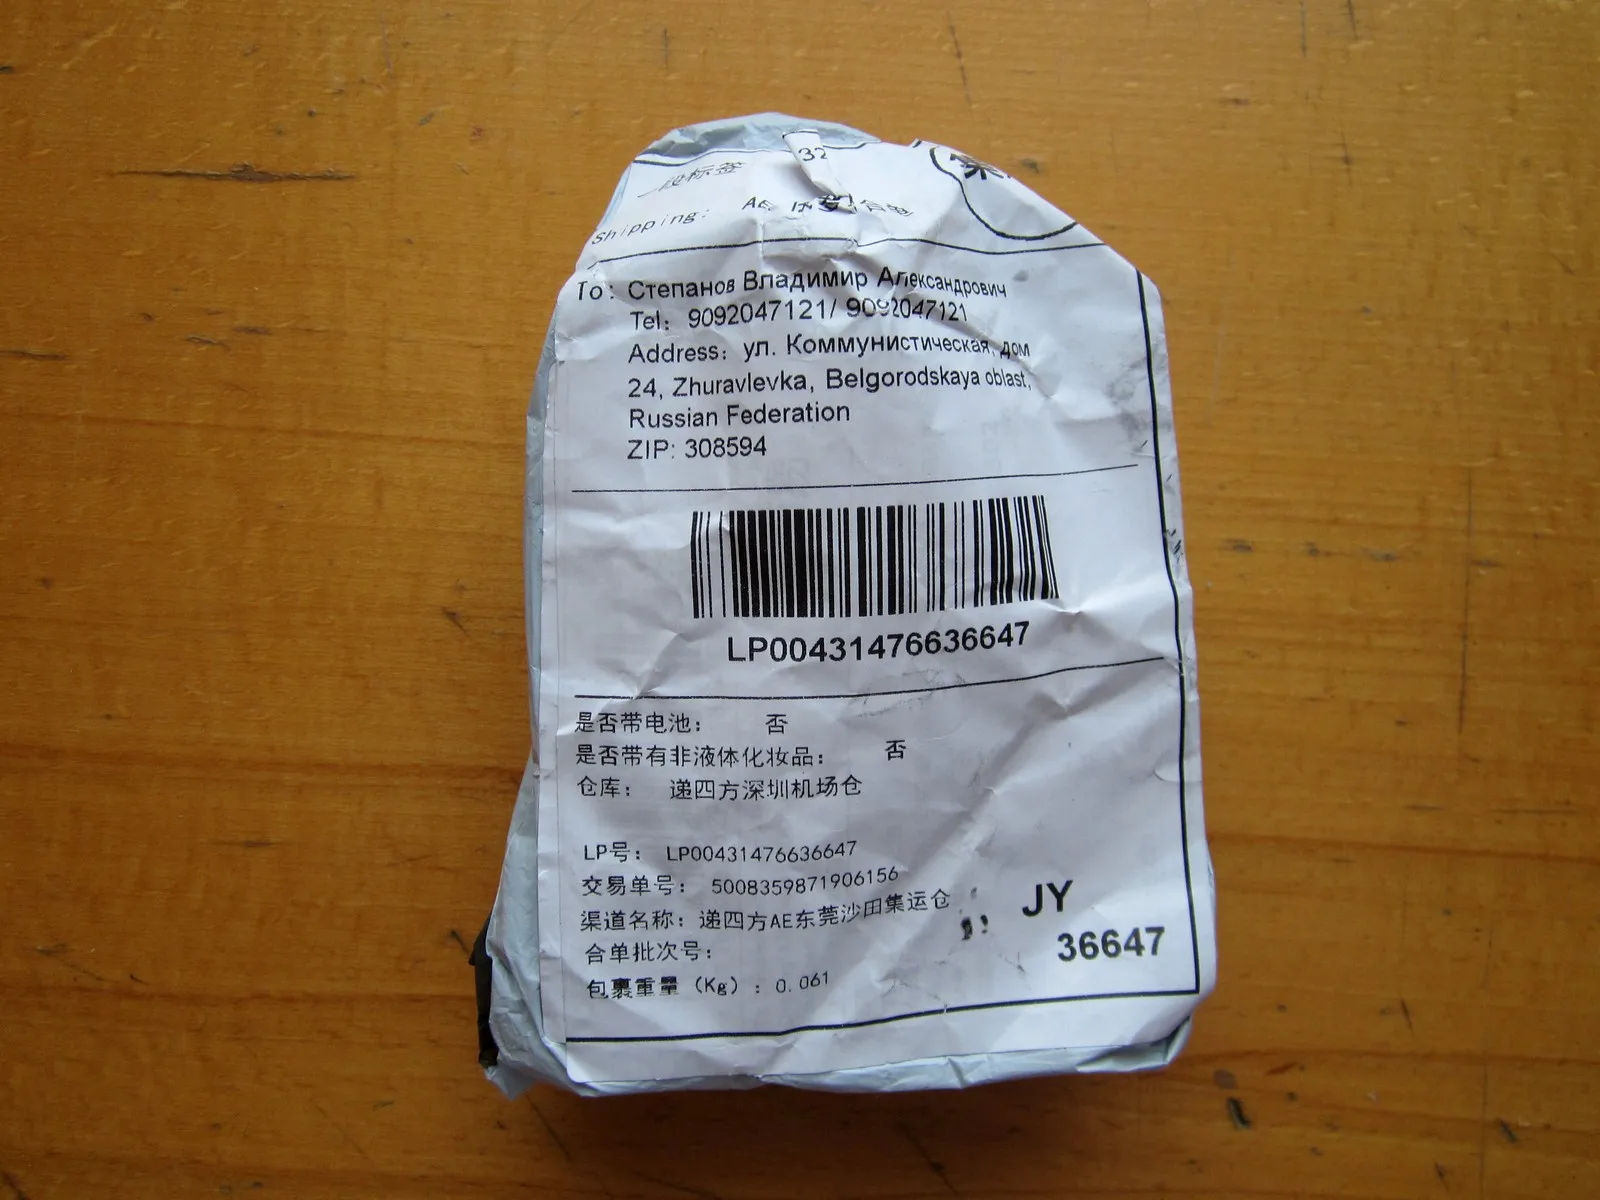 32
段标签
Shipping:
To: Степанов Владимир Александрович
Tel: 9092047121/ 9092047121
Address: ул. Коммунистическая, дом
24, Zhuravlevka, Belgorodskaya oblast,
Russian Federation
ZIP: 308594
LP00431476636647
是否带电池: 否
是否带有非液体化妆品: 否
仓库: 递四方深圳机场仓
LP号: LP00431476636647
交易单号: 5008359871906156
渠道名称: 递四方AE东莞沙田集运仓
合单批次号:
包裹重量 (Kg) : 0.061
JY
36647